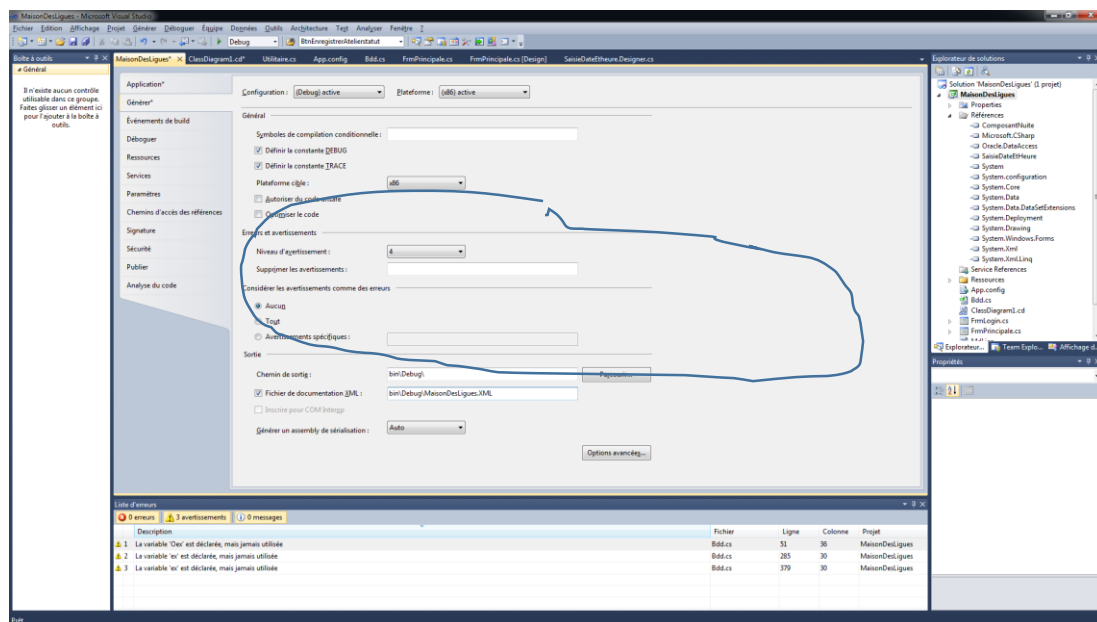 MaisonDesLigues - Microsoft Visual Studio
Fichier Edition Affichage Projet Générer Déboguer Équipe Données Outils Architecture Test Analyser Fenêtre ?
Debug BtnEnregistrerAtelierstatut
Boîte à outils
MaisonDesLigues* ClassDiagram1.cd* Utilitaire.cs App.config Bdd.cs FrmPrincipale.cs FrmPrincipale.cs [Design] SaisieDateEtheure.Designer.cs
Explorateur de solutions
Général
Il n'existe aucun contrôle
utilisable dans ce groupe.
Faites glisser un élément ici
pour l'ajouter à la boîte à
outils.
Application*
Générer*
Événements de build
Déboguer
Ressources
Services
Paramètres
Chemins d'accès des références
Signature
Sécurité
Publier
Analyse du code
Configuration : (Debug) active Plateforme : (x86) active
Général
Symboles de compilation conditionnelle :
Définir la constante DEBUG
Définir la constante TRACE
Plateforme cible : x86
Autoriser du code unsafe
Optimiser le code
Erreurs et avertissements
Niveau d'avertissement : 4
Supprimer les avertissements :
Considérer les avertissements comme des erreurs
Aucun
Tout
Avertissements spécifiques :
Sortie
Chemin de sortie : bin\Debug\ Parcourir...
Fichier de documentation XML : bin\Debug\MaisonDesLigues.XML
Inscrire pour COM Interop
Générer un assembly de sérialisation : Auto
Options avancées...
Solution 'MaisonDesLigues' (1 projet)
MaisonDesLigues
Properties
Références
ComposantNuite
Microsoft.CSharp
Oracle.DataAccess
SaisieDateEtHeure
System
System.configuration
System.Core
System.Data
System.Data.DataSetExtensions
System.Deployment
System.Drawing
System.Windows.Forms
System.Xml
System.Xml.Linq
Service References
Ressources
App.config
Bdd.cs
ClassDiagram1.cd
FrmLogin.cs
FrmPrincipale.cs
Explorateur... Team Explo... Affichage d...
Propriétés
Liste d'erreurs
0 erreurs 3 avertissements 0 messages
Description Fichier Ligne Colonne Projet
1 La variable 'Oex' est déclarée, mais jamais utilisée Bdd.cs 51 36 MaisonDesLigues
2 La variable 'ex' est déclarée, mais jamais utilisée Bdd.cs 285 30 MaisonDesLigues
3 La variable 'ex' est déclarée, mais jamais utilisée Bdd.cs 379 30 MaisonDesLigues
Prêt